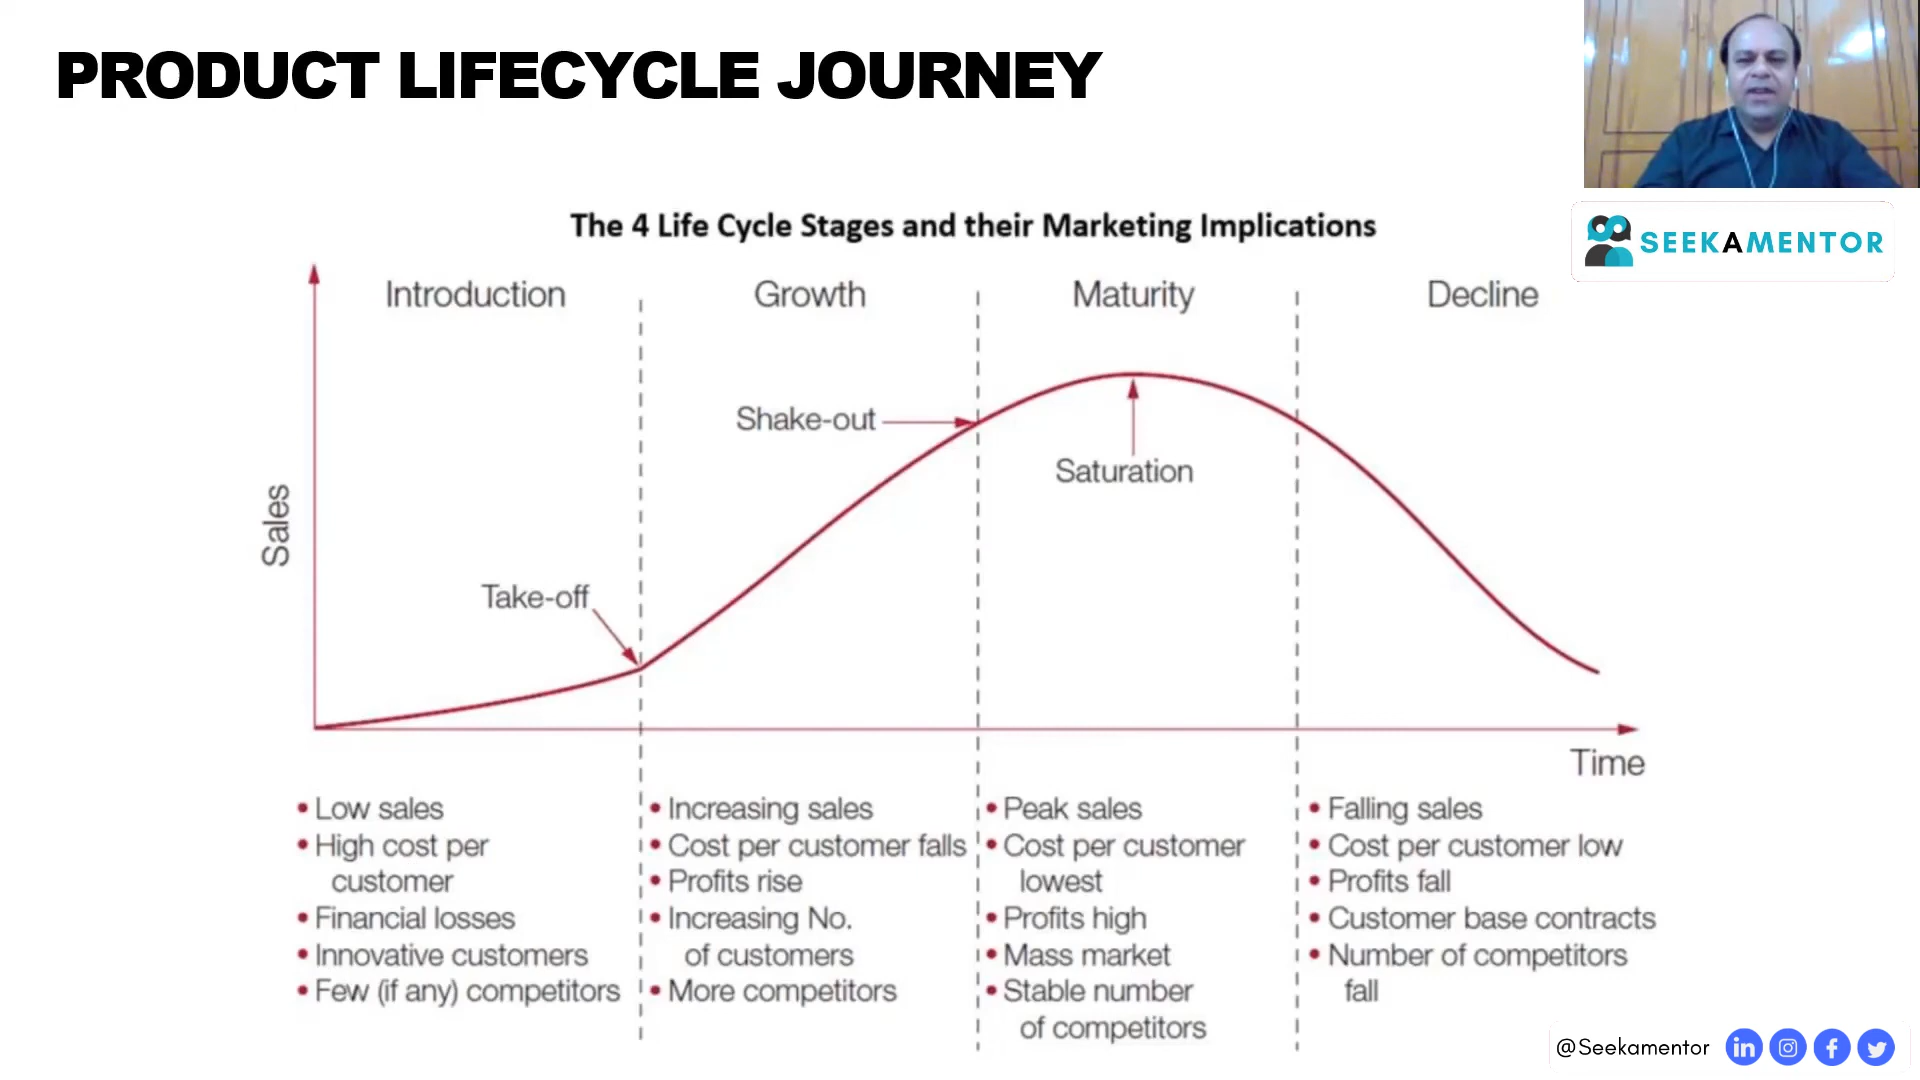 PRODUCT LIFECYCLE JOURNEY
SEEKAMENTOR
The 4 Life Cycle Stages and their Marketing Implications
Introduction
Growth
Maturity
Decline
Shake-out
Saturation
Sales
Take-off
Time
• Low sales
• High cost per
customer
• Financial losses
• Innovative customers
• Few (if any) competitors
• Increasing sales
• Cost per customer falls
• Profits rise
• Increasing No.
of customers
• More competitors
• Peak sales
• Cost per customer
lowest
• Profits high
• Mass market
• Stable number
of competitors
• Falling sales
• Cost per customer low
• Profits fall
• Customer base contracts
• Number of competitors
fall
@Seekamentor